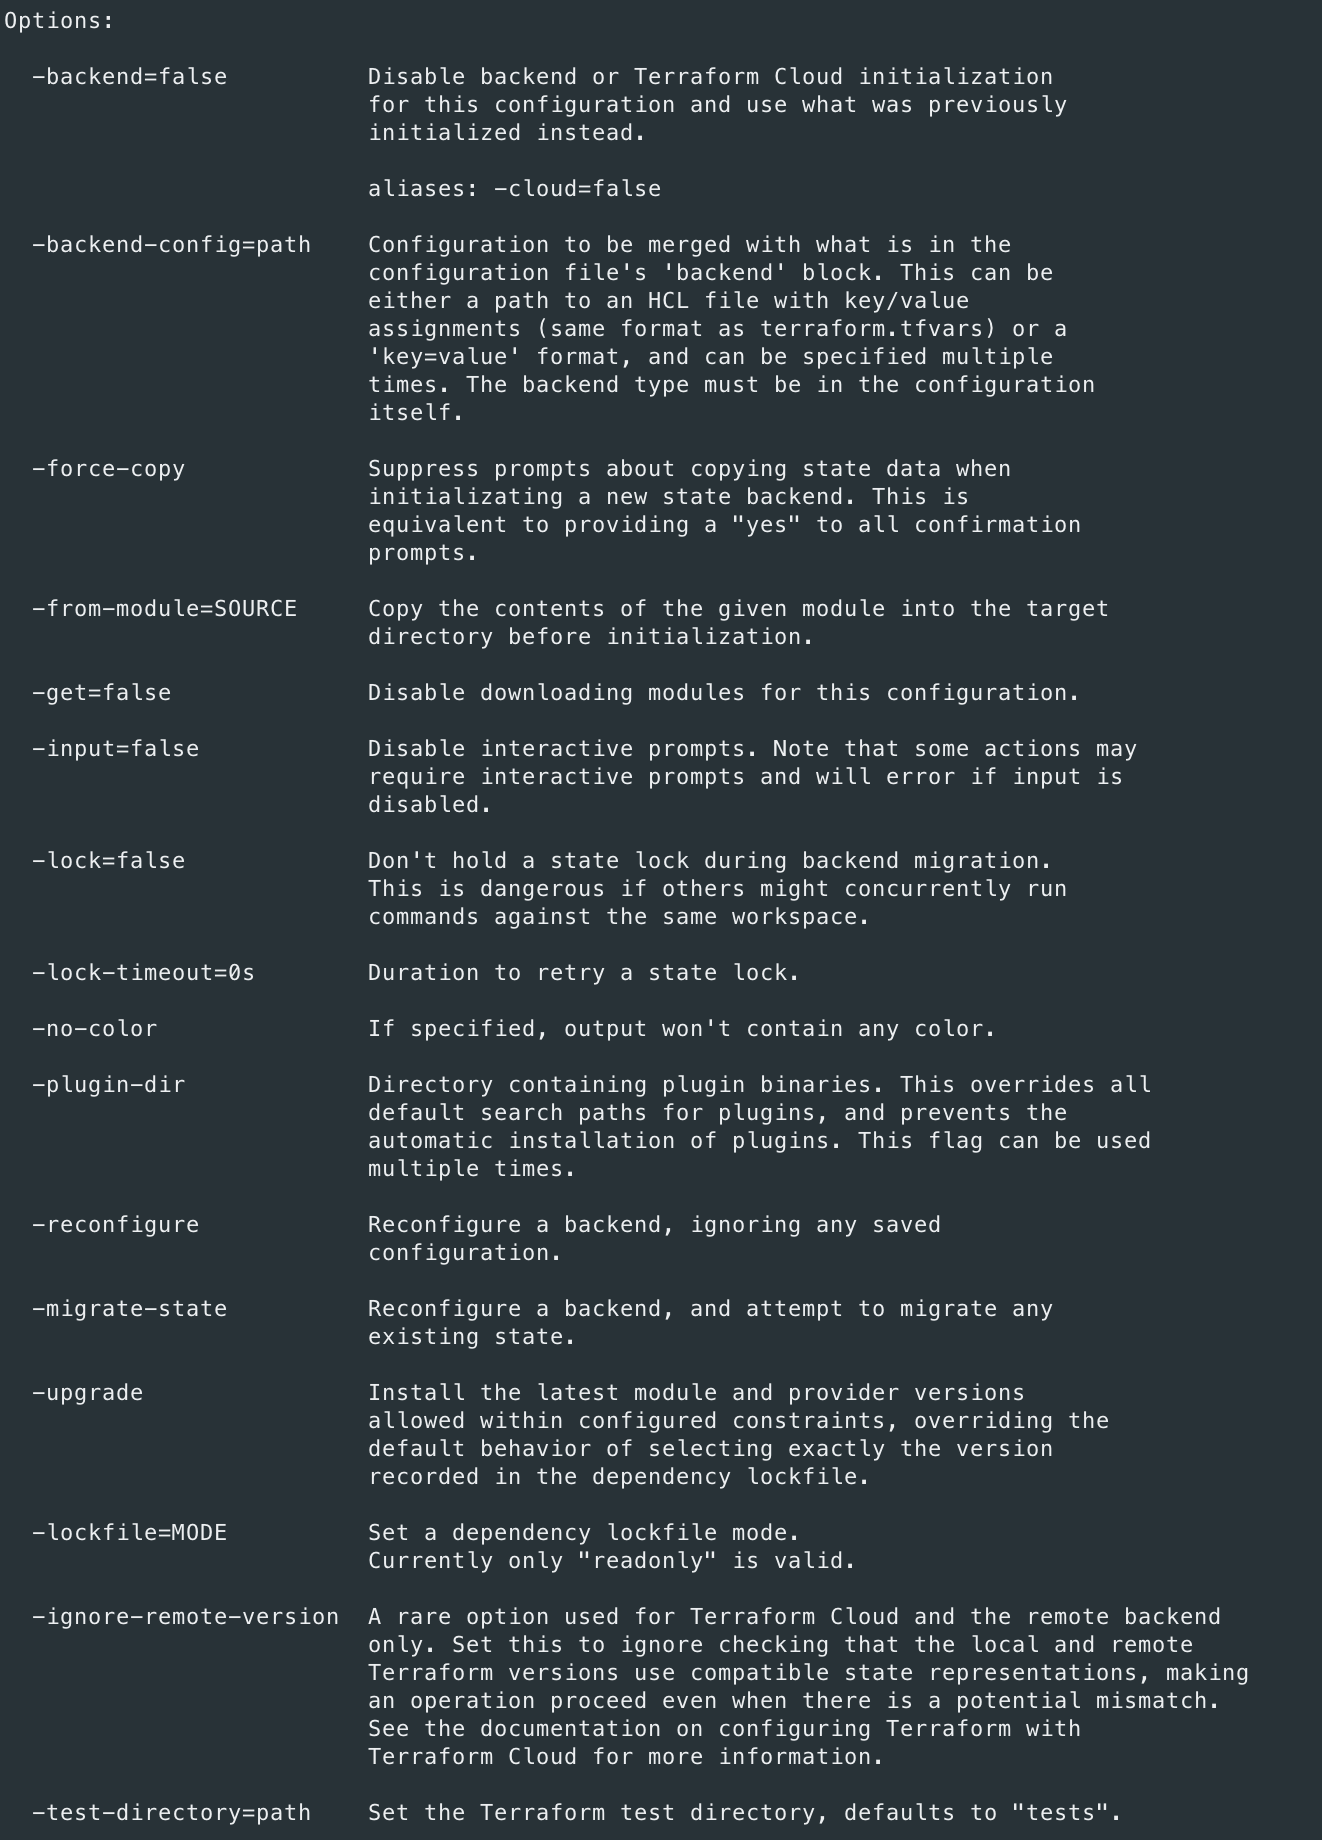 Options:
-backend=false Disable backend or Terraform Cloud initialization
for this configuration and use what was previously
initialized instead.
aliases: -cloud=false
-backend-config=path Configuration to be merged with what is in the
configuration file's 'backend' block. This can be
either a path to an HCL file with key/value
assignments (same format as terraform.tfvars) or a
'key=value' format, and can be specified multiple
times. The backend type must be in the configuration
itself.
-force-copy Suppress prompts about copying state data when
initializating a new state backend. This is
equivalent to providing a "yes" to all confirmation
prompts.
-from-module=SOURCE Copy the contents of the given module into the target
directory before initialization.
-get=false Disable downloading modules for this configuration.
-input=false Disable interactive prompts. Note that some actions may
require interactive prompts and will error if input is
disabled.
-lock=false Don't hold a state lock during backend migration.
This is dangerous if others might concurrently run
commands against the same workspace.
-lock-timeout=0s Duration to retry a state lock.
-no-color If specified, output won't contain any color.
-plugin-dir Directory containing plugin binaries. This overrides all
default search paths for plugins, and prevents the
automatic installation of plugins. This flag can be used
multiple times.
-reconfigure Reconfigure a backend, ignoring any saved
configuration.
-migrate-state Reconfigure a backend, and attempt to migrate any
existing state.
-upgrade Install the latest module and provider versions
allowed within configured constraints, overriding the
default behavior of selecting exactly the version
recorded in the dependency lockfile.
-lockfile=MODE Set a dependency lockfile mode.
Currently only "readonly" is valid.
-ignore-remote-version A rare option used for Terraform Cloud and the remote backend
only. Set this to ignore checking that the local and remote
Terraform versions use compatible state representations, making
an operation proceed even when there is a potential mismatch.
See the documentation on configuring Terraform with
Terraform Cloud for more information.
-test-directory=path Set the Terraform test directory, defaults to "tests".